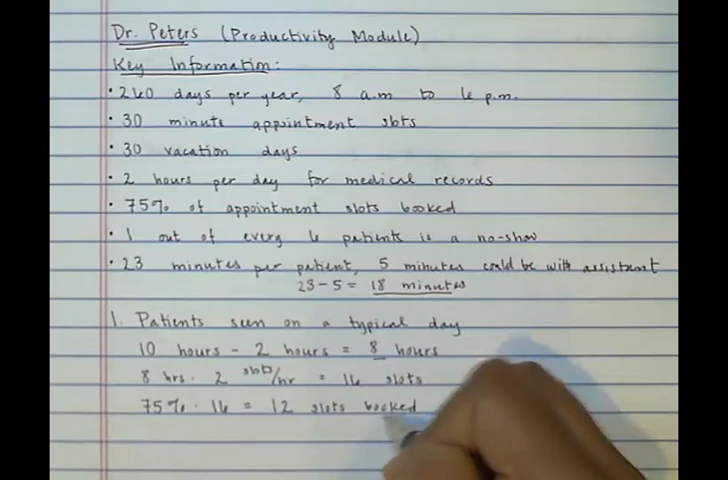 Dr. Peters (Productivity Module)
Key Information:
• 260 days per year, 8 a.m to 6 p.m.
• 30 minute appointment slots
• 30 vacation days
• 2 hours per day for medical records
• 75% of appointment slots booked
• 1 out of every 6 patients is a no-show
• 23 minutes per patient, 5 minutes could be with assistent
23-5 = 18 minutes
1. Patients seen on a typical day
10 hours - 2 hours = 8 hours
8 hrs · 2 slots/hr = 16 slots
75% · 16 = 12 slots booked